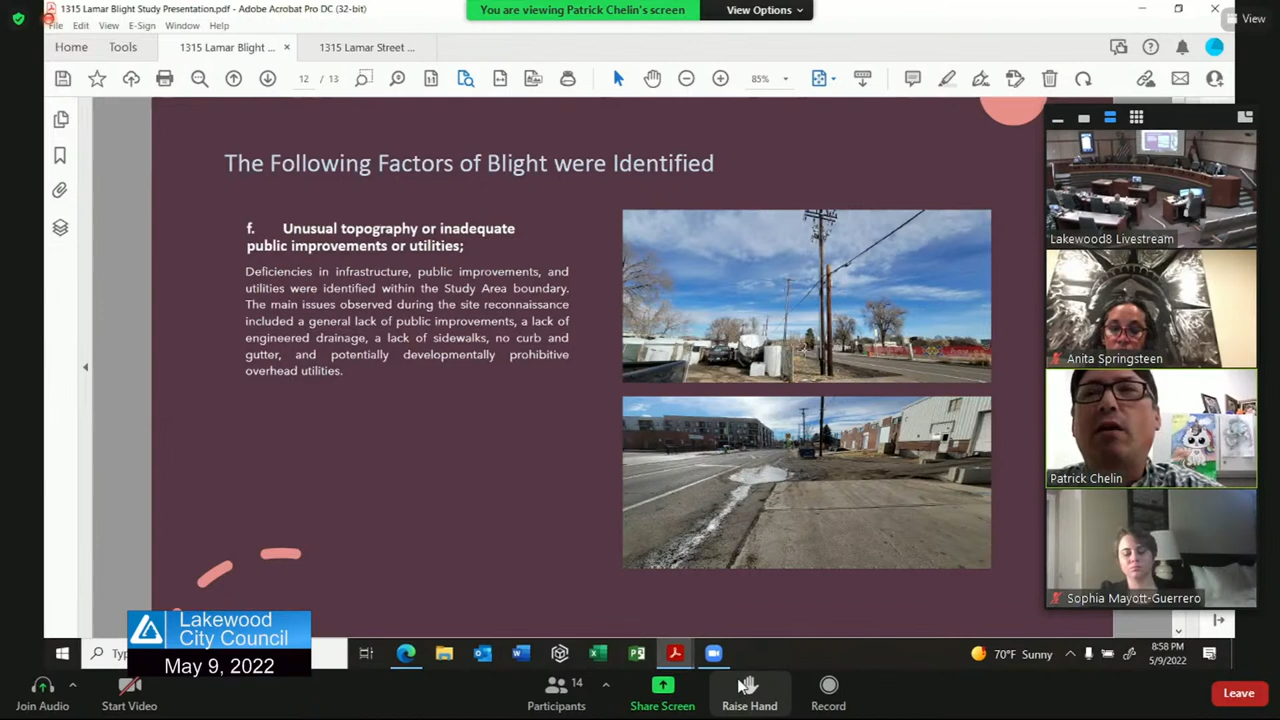 1315 Lamar Blight Study Presentation.pdf - Adobe Acrobat Pro DC (32-bit)
You are viewing Patrick Chelin's screen
View Options
View
File Edit View E-Sign Window Help
Home Tools 1315 Lamar Blight ... × 1315 Lamar Street ...
12 / 13
85%
The Following Factors of Blight were Identified
f. Unusual topography or inadequate
public improvements or utilities;
Deficiencies in infrastructure, public improvements, and
utilities were identified within the Study Area boundary.
The main issues observed during the site reconnaissance
included a general lack of public improvements, a lack of
engineered drainage, a lack of sidewalks, no curb and
gutter, and potentially developmentally prohibitive
overhead utilities.
Lakewood8 Livestream
Anita Springsteen
Patrick Chelin
Sophia Mayott-Guerrero
Lakewood
City Council
May 9, 2022
70°F Sunny
8:58 PM
5/9/2022
Join Audio
Start Video
14
Participants
Share Screen
Raise Hand
Record
Leave